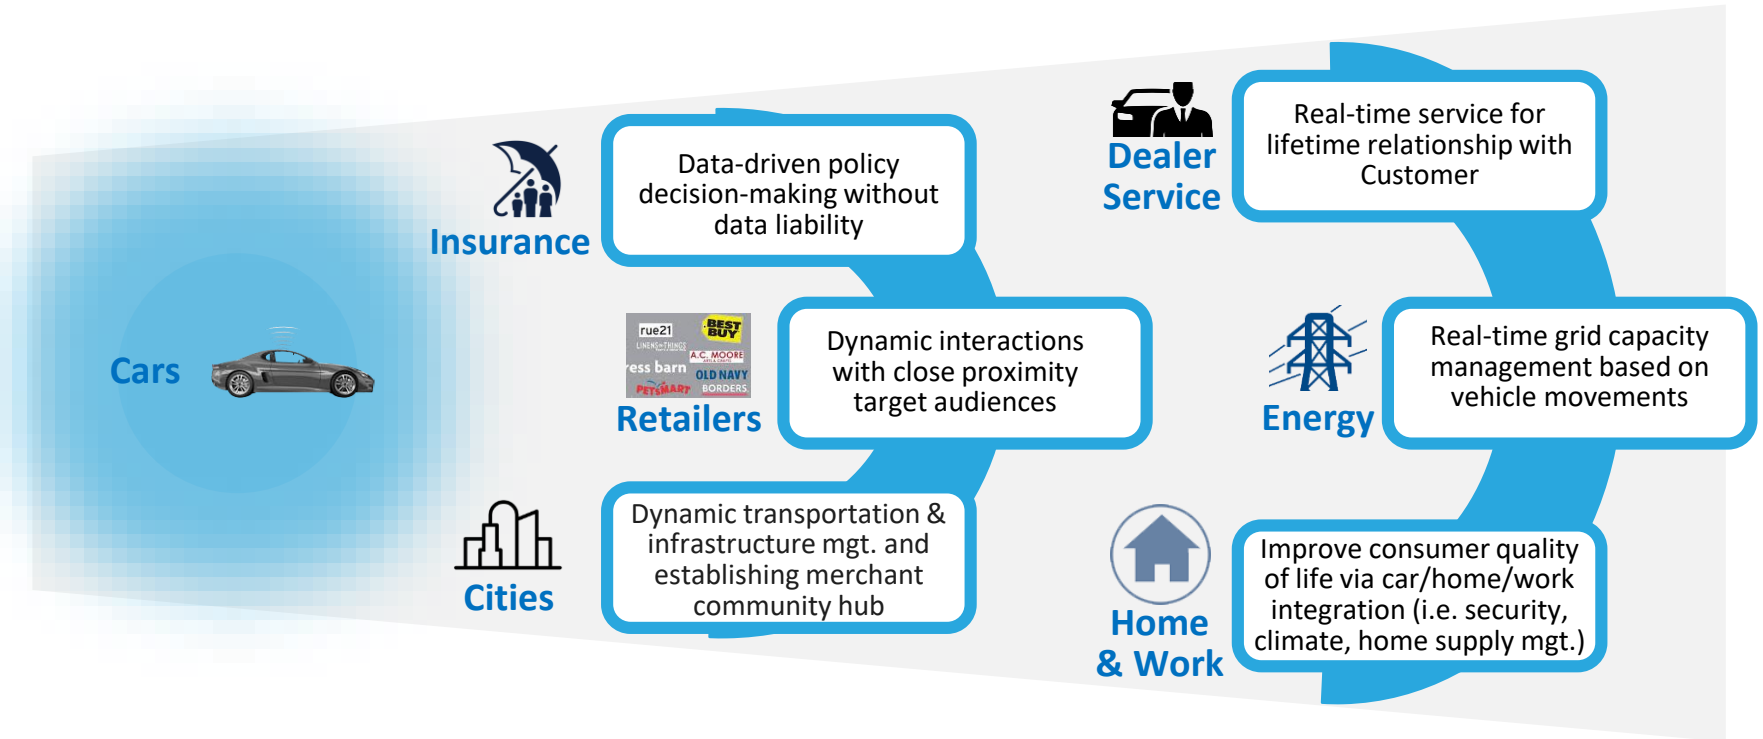 Cars
Insurance
Data-driven policy
decision-making without
data liability
rue21
BEST
BUY
LINENS-N-THINGS
A.C. MOORE
ARTS & CRAFTS
ress barn
OLD NAVY
PETSMART
BORDERS.
Retailers
Dynamic interactions
with close proximity
target audiences
Cities
Dynamic transportation &
infrastructure mgt. and
establishing merchant
community hub
Dealer
Service
Real-time service for
lifetime relationship with
Customer
Energy
Real-time grid capacity
management based on
vehicle movements
Home
& Work
Improve consumer quality
of life via car/home/work
integration (i.e. security,
climate, home supply mgt.)